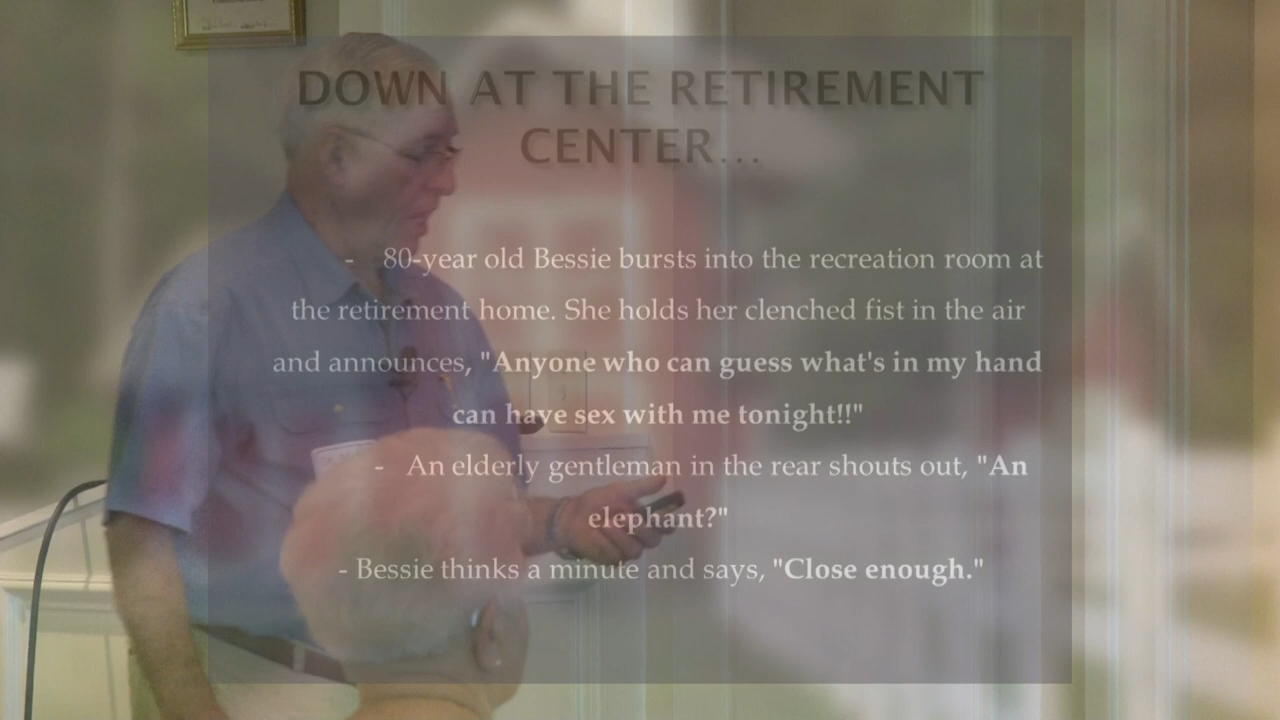 DOWN AT THE RETIREMENT
CENTER...
- 80-year old Bessie bursts into the recreation room at
the retirement home. She holds her clenched fist in the air
and announces, "Anyone who can guess what's in my hand
can have sex with me tonight!!"
- An elderly gentleman in the rear shouts out, "An
elephant?"
- Bessie thinks a minute and says, "Close enough."